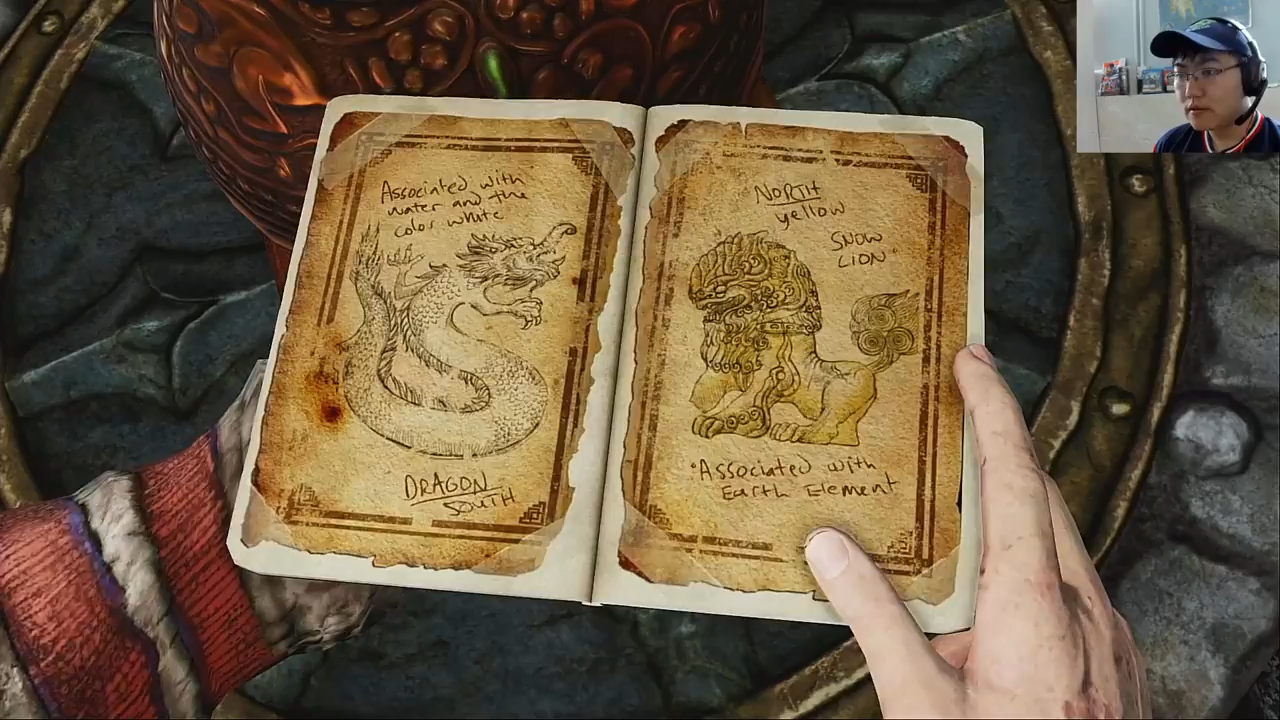 Associated with
water and the
color white
DRAGON
SOUTH
NORTH
yellow
SNOW
LION
Associated with
Earth Element